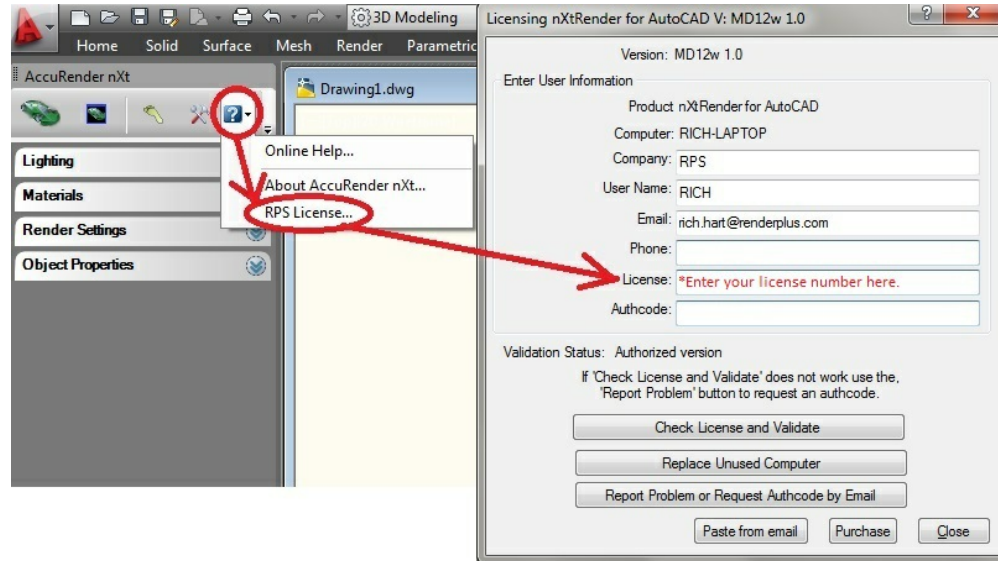 3D Modeling
Home Solid Surface Mesh Render Parametric
AccuRender nXt
Drawing1.dwg
Online Help...
About AccuRender nXt...
RPS License...
Lighting
Materials
Render Settings
Object Properties
Licensing nXtRender for AutoCAD V: MD12w 1.0
Version: MD12w 1.0
Enter User Information
Product nXtRender for AutoCAD
Computer: RICH-LAPTOP
Company: RPS
User Name: RICH
Email: rich.hart@renderplus.com
Phone:
License: *Enter your license number here.
Authcode:
Validation Status: Authorized version
If 'Check License and Validate' does not work use the,
'Report Problem' button to request an authcode.
Check License and Validate
Replace Unused Computer
Report Problem or Request Authcode by Email
Paste from email Purchase Close